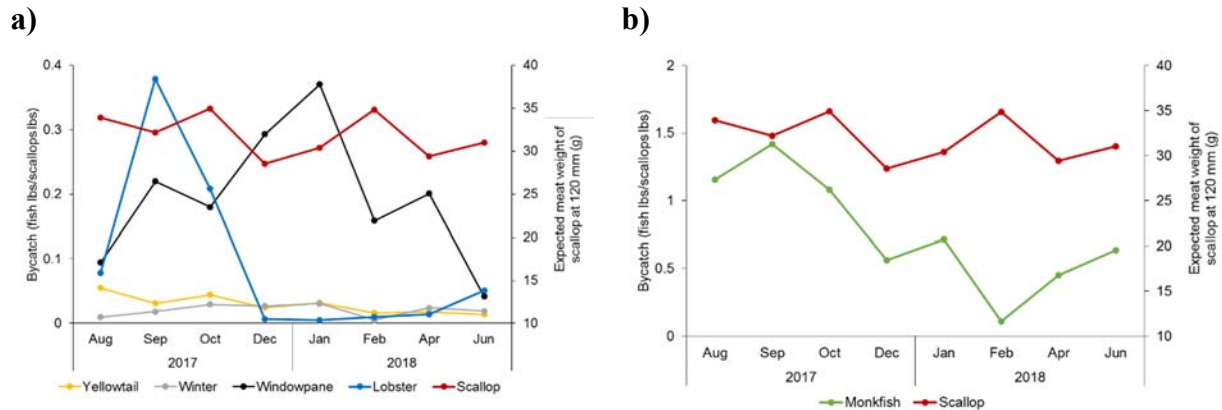 a)
0.4
0.3
0.2
0.1
0
Bycatch (fish lbs/scallops lbs)
40
35
30
25
20
15
10
Expected meat weight of
scallop at 120 mm (g)
Aug Sep Oct Dec Jan Feb Apr Jun
2017 2018
Yellowtail Winter Windowpane Lobster Scallop
b)
2
1.5
1
0.5
0
Bycatch (fish lbs/scallops lbs)
40
35
30
25
20
15
10
Expected meat weight of
scallop at 120 mm (g)
Aug Sep Oct Dec Jan Feb Apr Jun
2017 2018
Monkfish Scallop